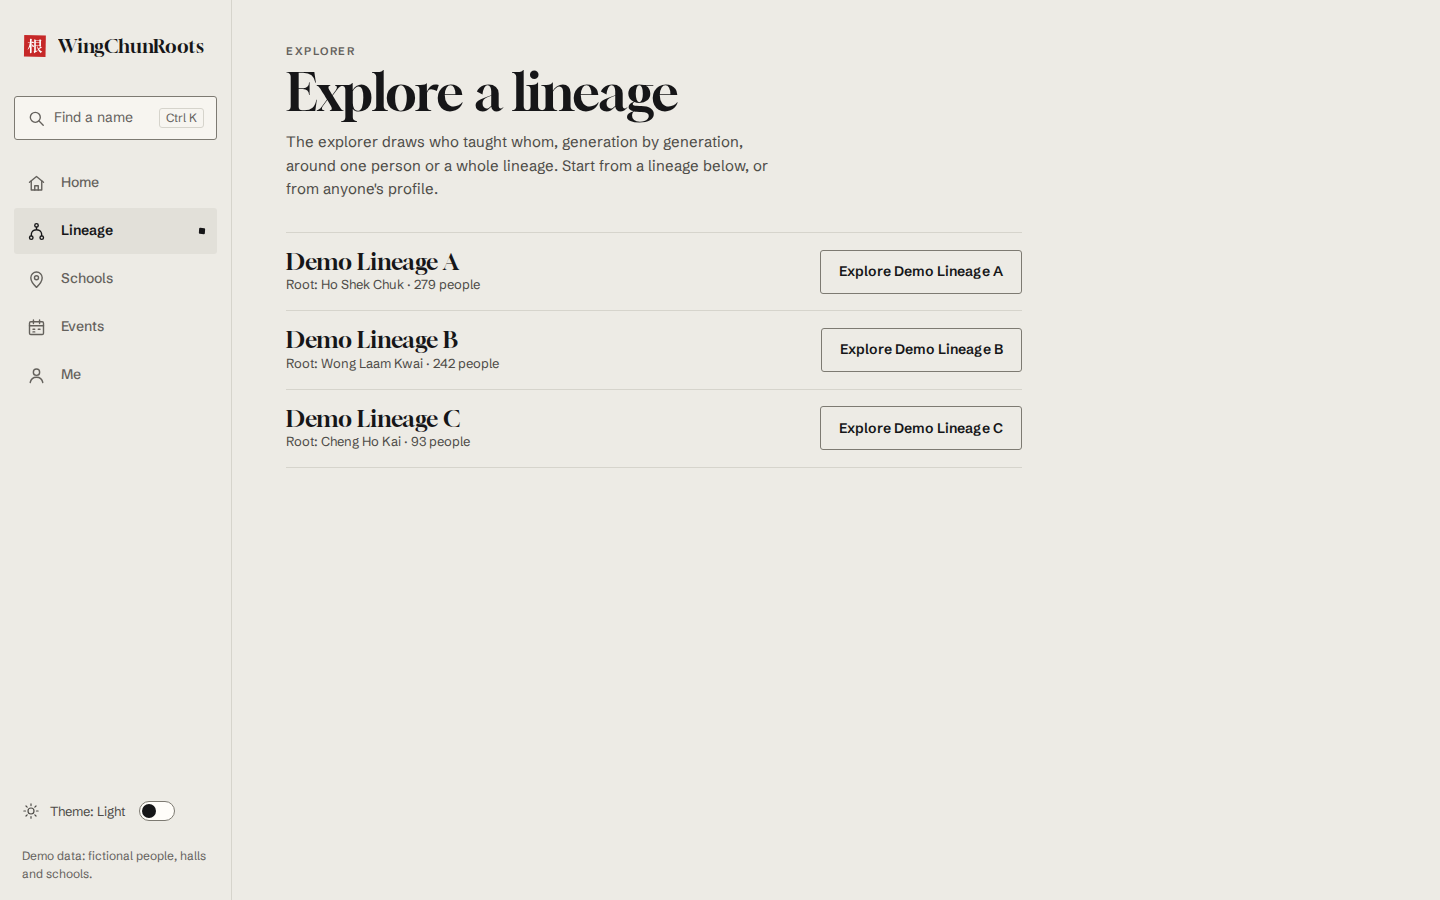 根 WingChunRoots
Find a name Ctrl K
Home
Lineage
Schools
Events
Me
Theme: Light
Demo data: fictional people, halls
and schools.
EXPLORER
Explore a lineage
The explorer draws who taught whom, generation by generation,
around one person or a whole lineage. Start from a lineage below, or
from anyone's profile.
Demo Lineage A
Root: Ho Shek Chuk · 279 people
Explore Demo Lineage A
Demo Lineage B
Root: Wong Laam Kwai · 242 people
Explore Demo Lineage B
Demo Lineage C
Root: Cheng Ho Kai · 93 people
Explore Demo Lineage C